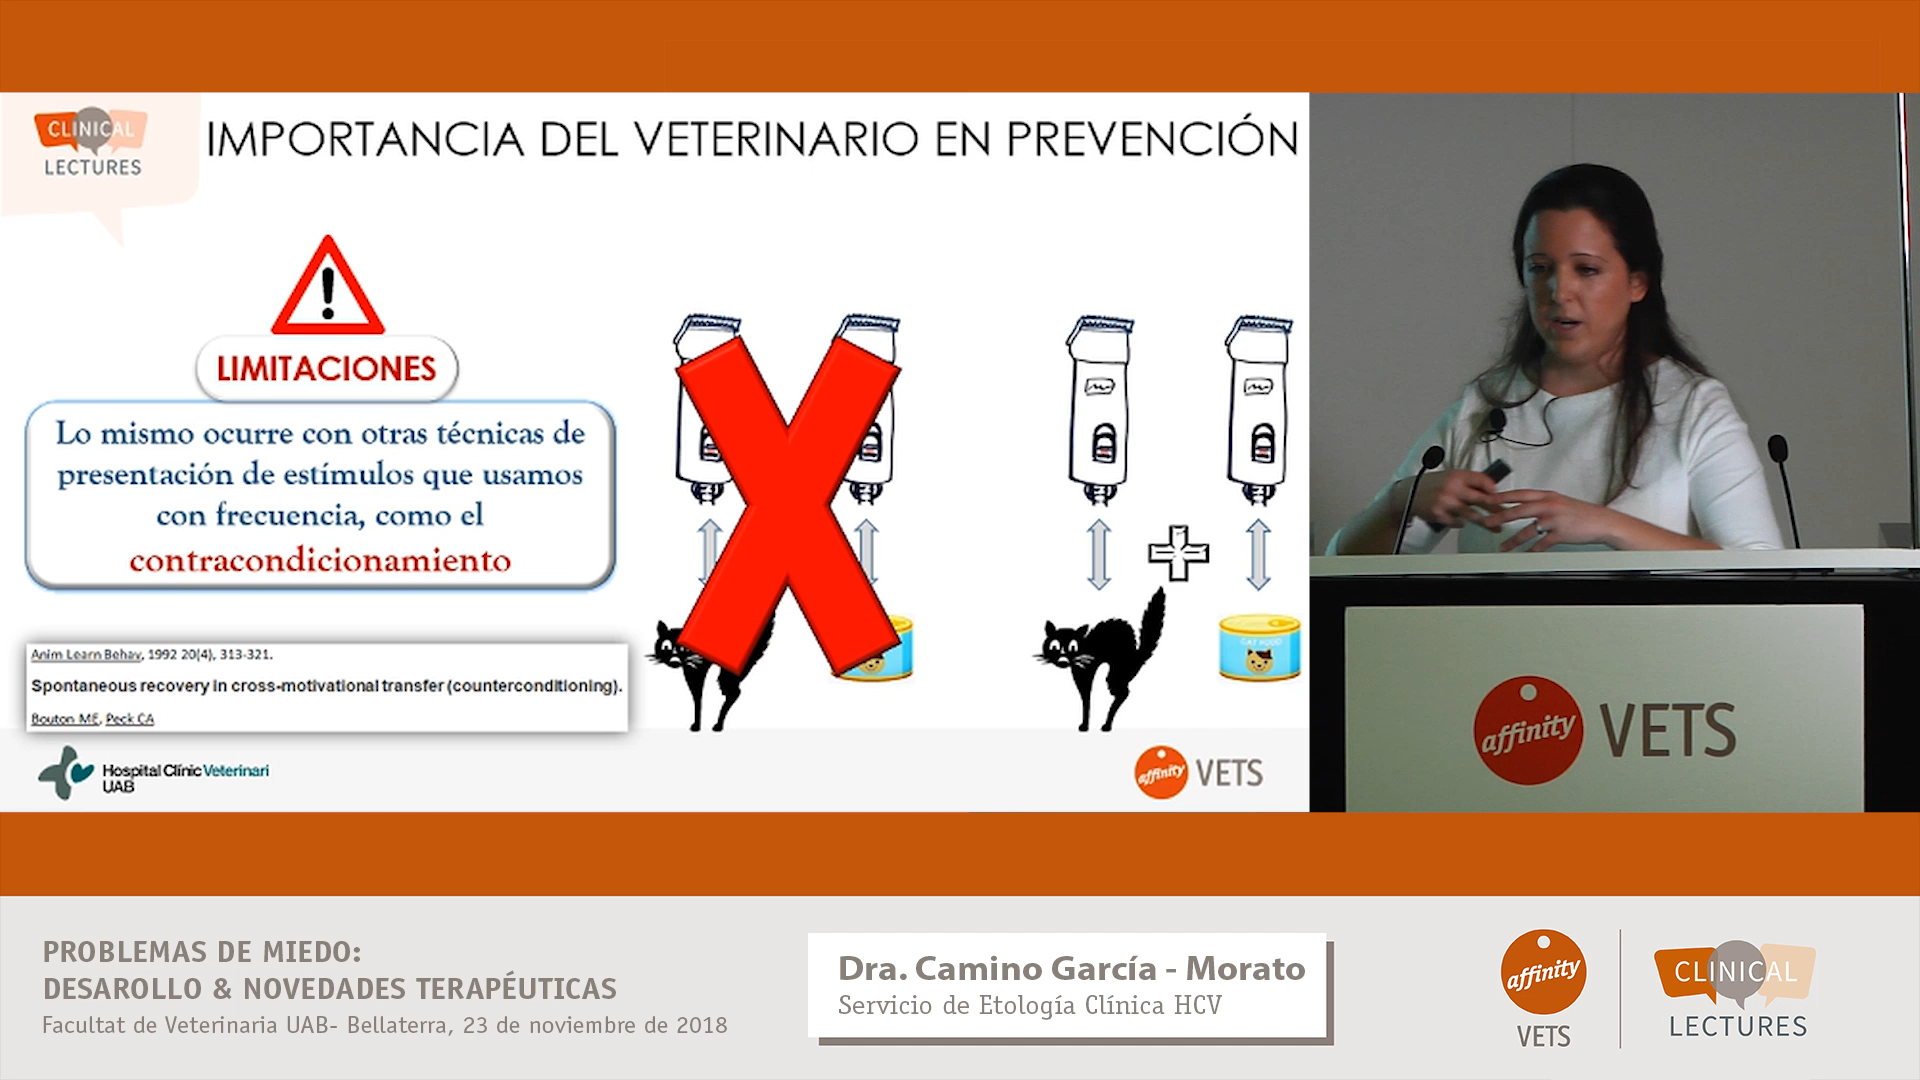 CLINICAL
LECTURES
IMPORTANCIA DEL VETERINARIO EN PREVENCIÓN
LIMITACIONES
Lo mismo ocurre con otras técnicas de
presentación de estímulos que usamos
con frecuencia, como el
contracondicionamiento
CAT FOOD
Anim Learn Behav, 1992 20(4), 313-321.
Spontaneous recovery in cross-motivational transfer (counterconditioning).
Bouton ME, Peck CA
Hospital Clínic Veterinari
UAB
affinity VETS
affinity VETS
PROBLEMAS DE MIEDO:
DESAROLLO & NOVEDADES TERAPÉUTICAS
Facultat de Veterinaria UAB- Bellaterra, 23 de noviembre de 2018
Dra. Camino García - Morato
Servicio de Etología Clínica HCV
affinity
VETS
CLINICAL
LECTURES